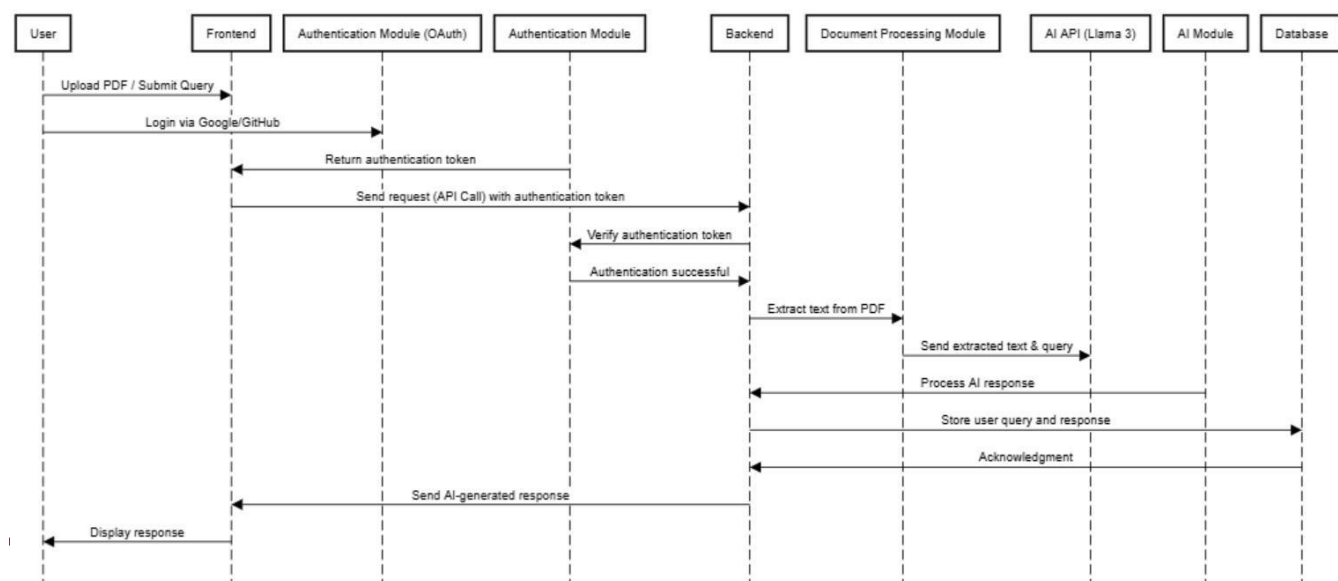 User
Frontend
Authentication Module (OAuth)
Authentication Module
Backend
Document Processing Module
AI API (Llama 3)
AI Module
Database
Upload PDF / Submit Query
Login via Google/GitHub
Return authentication token
Send request (API Call) with authentication token
Verify authentication token
Authentication successful
Extract text from PDF
Send extracted text & query
Process AI response
Store user query and response
Acknowledgment
Send AI-generated response
Display response